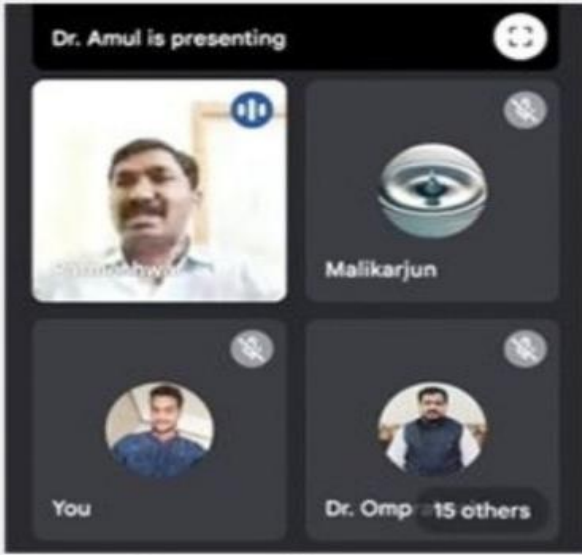 Dr. Amul is presenting
Malikarjun
You
Dr. Omp
15 others